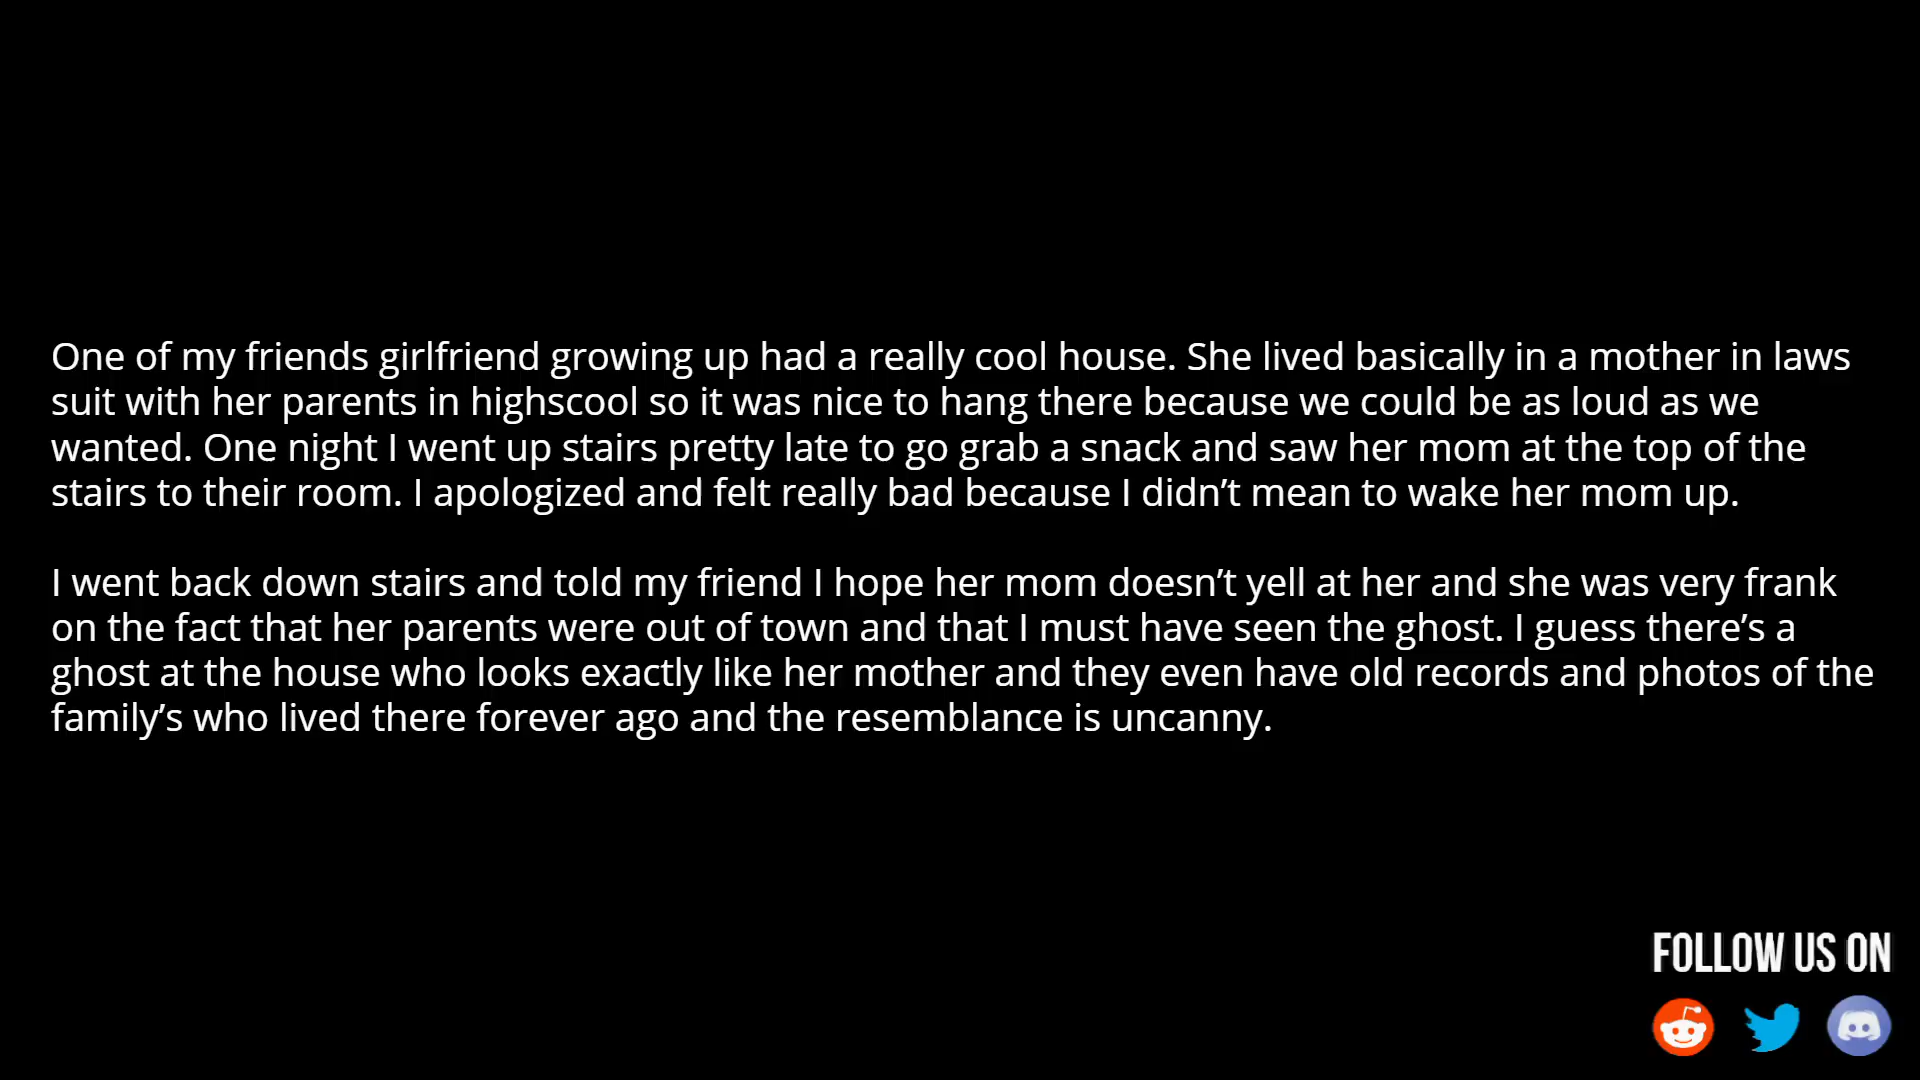 One of my friends girlfriend growing up had a really cool house. She lived basically in a mother in laws
suit with her parents in highscool so it was nice to hang there because we could be as loud as we
wanted. One night I went up stairs pretty late to go grab a snack and saw her mom at the top of the
stairs to their room. I apologized and felt really bad because I didn’t mean to wake her mom up.
I went back down stairs and told my friend I hope her mom doesn’t yell at her and she was very frank
on the fact that her parents were out of town and that I must have seen the ghost. I guess there’s a
ghost at the house who looks exactly like her mother and they even have old records and photos of the
family’s who lived there forever ago and the resemblance is uncanny.
FOLLOW US ON